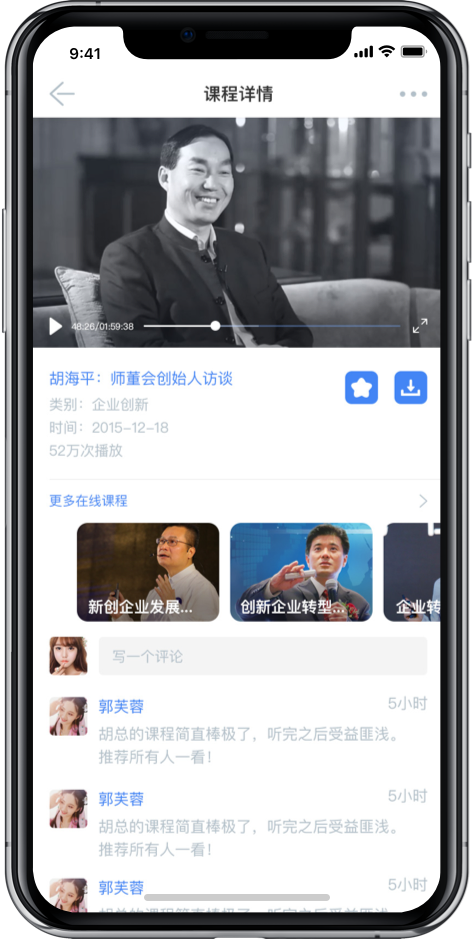 9:41
课程详情
48:26/01:59:38
胡海平：师董会创始人访谈
类别：企业创新
时间：2015-12-18
52万次播放
更多在线课程
新创企业发展...
创新企业转型...
企业转
写一个评论
郭芙蓉
5小时
胡总的课程简直棒极了，听完之后受益匪浅。
推荐所有人一看！
郭芙蓉
5小时
胡总的课程简直棒极了，听完之后受益匪浅。
推荐所有人一看！
郭芙蓉
5小时